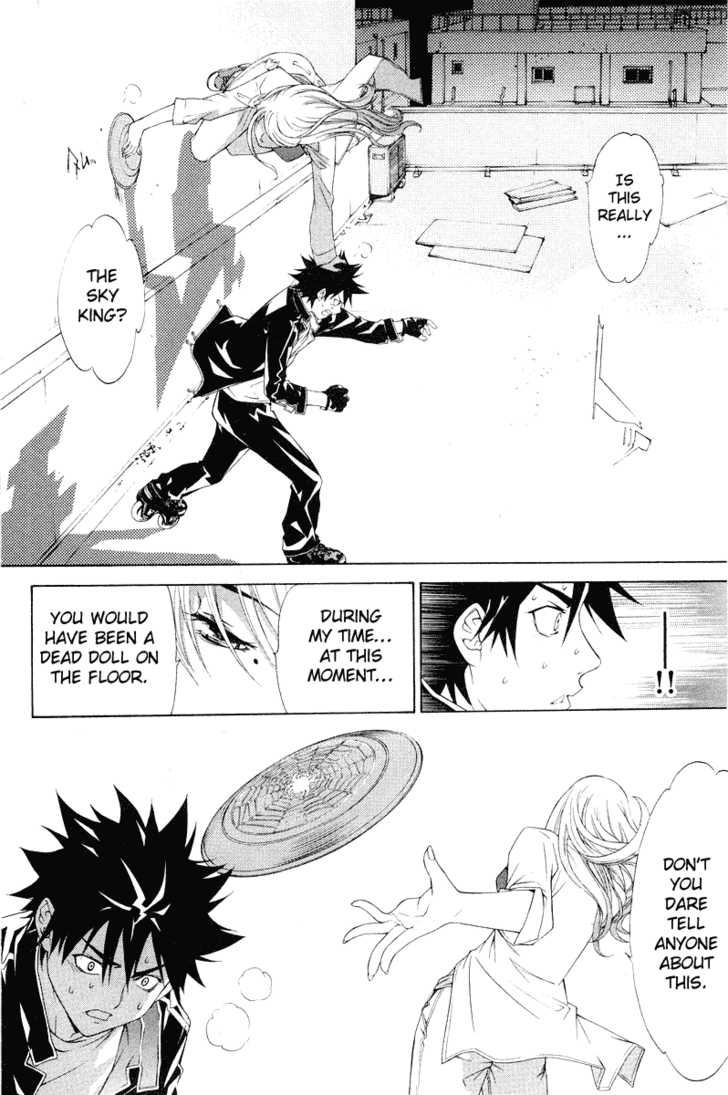 IS
THIS
REALLY
...
THE
SKY
KING?
!!
DURING
MY TIME...
AT THIS
MOMENT...
YOU WOULD
HAVE BEEN A
DEAD DOLL ON
THE FLOOR.
DON'T
YOU
DARE
TELL
ANYONE
ABOUT
THIS.